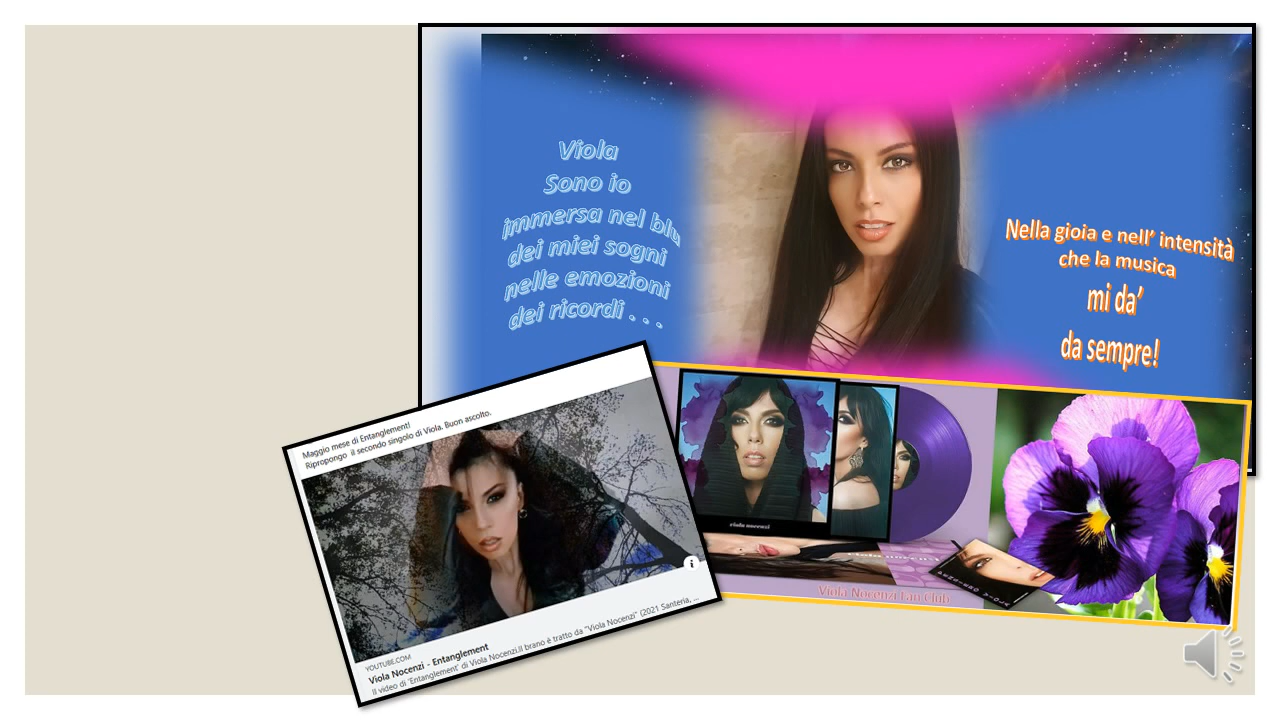 Viola
Sono io
immersa nel blu
dei miei sogni
nelle emozioni
dei ricordi . . .
Nella gioia e nell’ intensità
che la musica
mi da’
da sempre!
Maggio mese di Entanglement!
Ripropongo il secondo singolo di Viola. Buon ascolto.
YOUTUBE.COM
Viola Nocenzi - Entanglement
Il video di "Entanglement" di Viola Nocenzi.Il brano è tratto da "Viola Nocenzi" (2021 Santeria, ...
viola nocenzi
viola nocenzi
Viola Nocenzi Fan Club